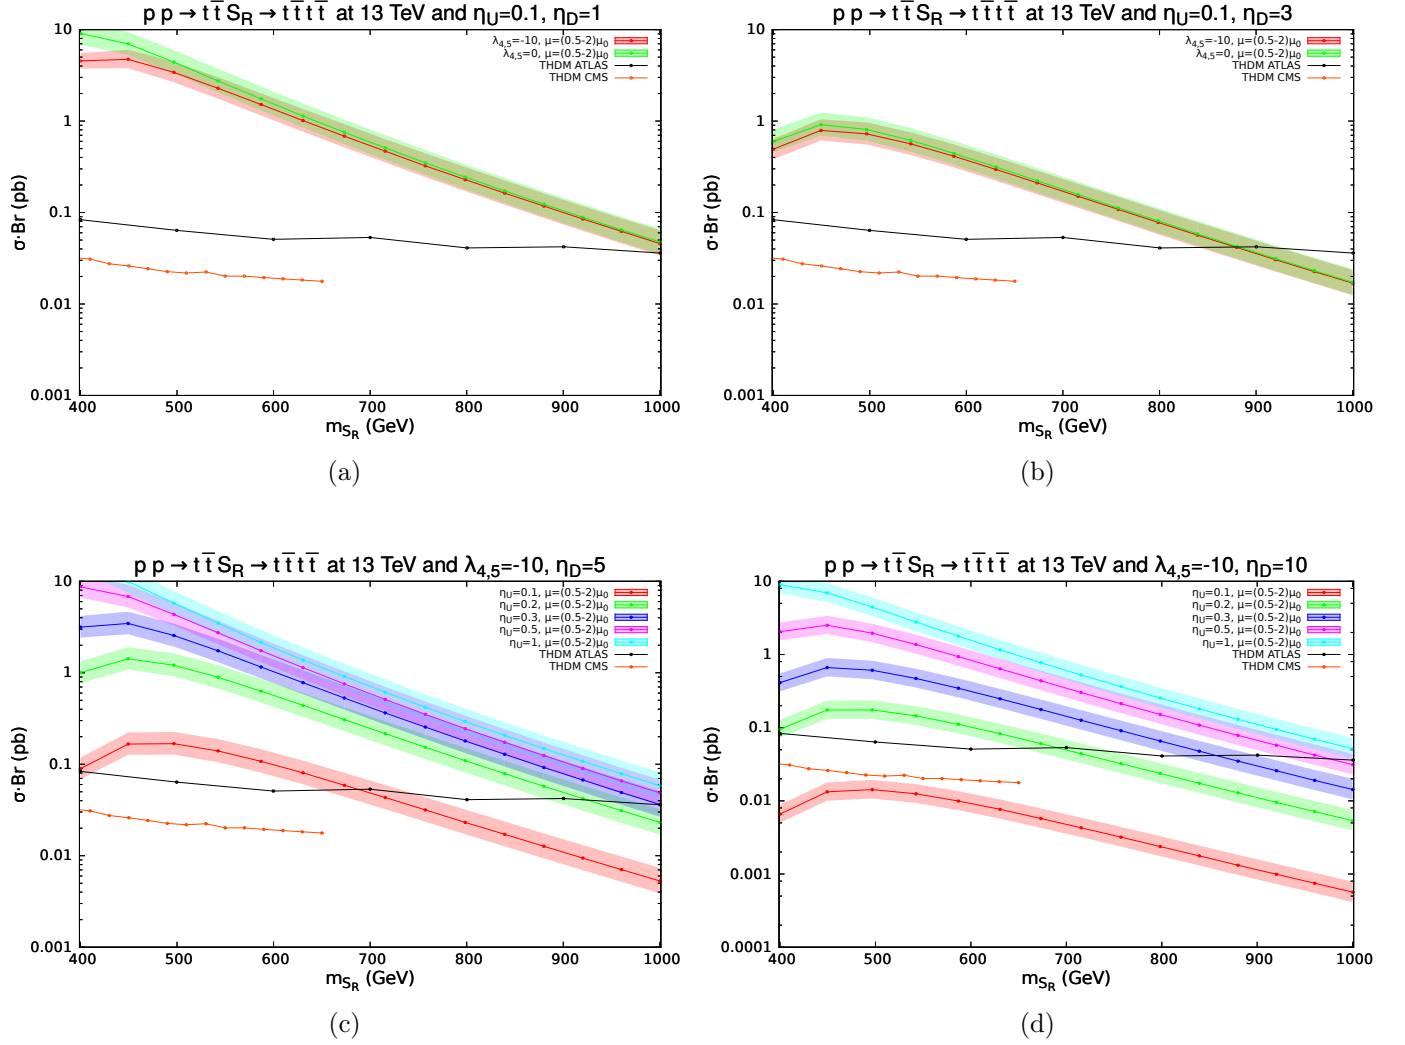 p p → t t̅ S_R → t t̅ t t̅ at 13 TeV and η_U=0.1, η_D=1
λ_4,5=-10, μ=(0.5-2)μ_0
λ_4,5=0, μ=(0.5-2)μ_0
THDM ATLAS
THDM CMS
10
1
0.1
0.01
0.001
σ·Br (pb)
400 500 600 700 800 900 1000
m_S_R (GeV)
(a)
p p → t t̅ S_R → t t̅ t t̅ at 13 TeV and η_U=0.1, η_D=3
λ_4,5=-10, μ=(0.5-2)μ_0
λ_4,5=0, μ=(0.5-2)μ_0
THDM ATLAS
THDM CMS
10
1
0.1
0.01
0.001
σ·Br (pb)
400 500 600 700 800 900 1000
m_S_R (GeV)
(b)
p p → t t̅ S_R → t t̅ t t̅ at 13 TeV and λ_4,5=-10, η_D=5
η_U=0.1, μ=(0.5-2)μ_0
η_U=0.2, μ=(0.5-2)μ_0
η_U=0.3, μ=(0.5-2)μ_0
η_U=0.5, μ=(0.5-2)μ_0
η_U=1, μ=(0.5-2)μ_0
THDM ATLAS
THDM CMS
10
1
0.1
0.01
0.001
σ·Br (pb)
400 500 600 700 800 900 1000
m_S_R (GeV)
(c)
p p → t t̅ S_R → t t̅ t t̅ at 13 TeV and λ_4,5=-10, η_D=10
η_U=0.1, μ=(0.5-2)μ_0
η_U=0.2, μ=(0.5-2)μ_0
η_U=0.3, μ=(0.5-2)μ_0
η_U=0.5, μ=(0.5-2)μ_0
η_U=1, μ=(0.5-2)μ_0
THDM ATLAS
THDM CMS
10
1
0.1
0.01
0.001
0.0001
σ·Br (pb)
400 500 600 700 800 900 1000
m_S_R (GeV)
(d)